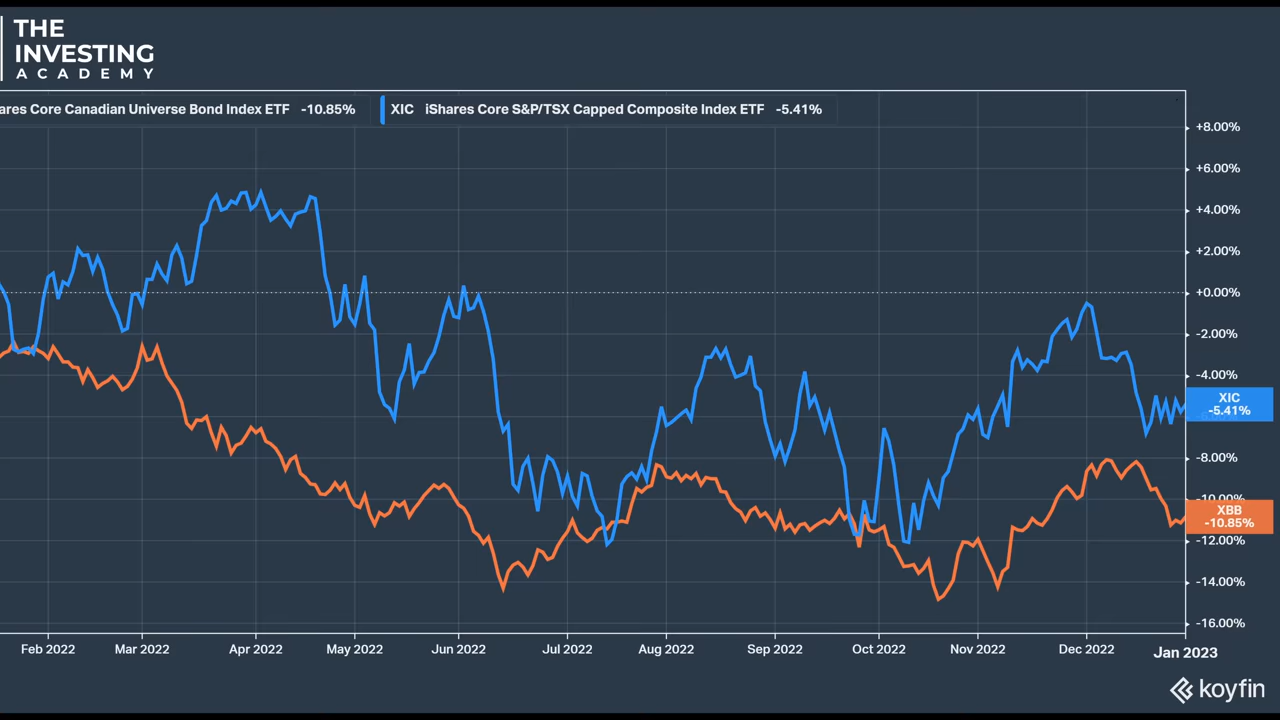 THE
INVESTING
ACADEMY
ares Core Canadian Universe Bond Index ETF -10.85% XIC iShares Core S&P/TSX Capped Composite Index ETF -5.41%
+8.00%
+6.00%
+4.00%
+2.00%
+0.00%
-2.00%
-4.00%
XIC
-5.41%
-8.00%
-10.00%
XBB
-10.85%
-12.00%
-14.00%
-16.00%
Feb 2022 Mar 2022 Apr 2022 May 2022 Jun 2022 Jul 2022 Aug 2022 Sep 2022 Oct 2022 Nov 2022 Dec 2022 Jan 2023
koyfin